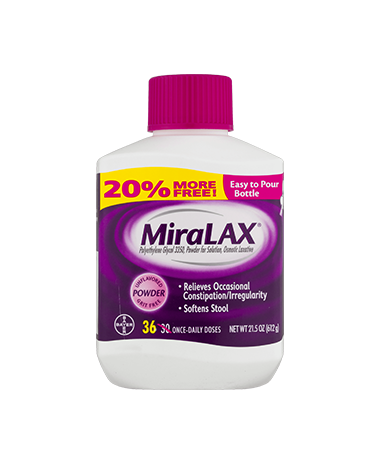 20% MORE FREE!
Easy to Pour
Bottle
MiraLAX®
Polyethylene Glycol 3350, Powder for Solution, Osmotic Laxative
UNFLAVORED
POWDER
GRIT FREE
• Relieves Occasional
Constipation/Irregularity
• Softens Stool
BAYER
36 30 ONCE-DAILY DOSES
NET WT 21.5 OZ (612g)